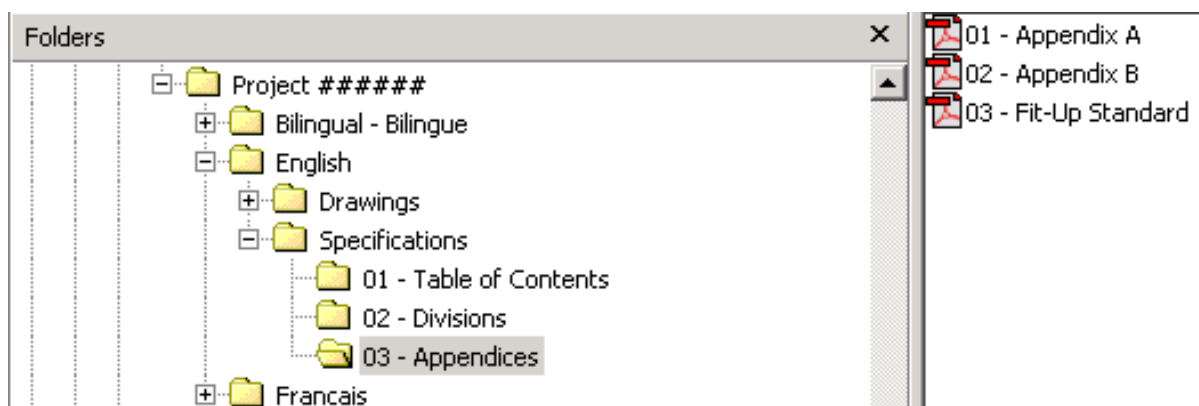 Folders
Project ######
Bilingual - Bilingue
English
Drawings
Specifications
01 - Table of Contents
02 - Divisions
03 - Appendices
Francais
01 - Appendix A
02 - Appendix B
03 - Fit-Up Standard